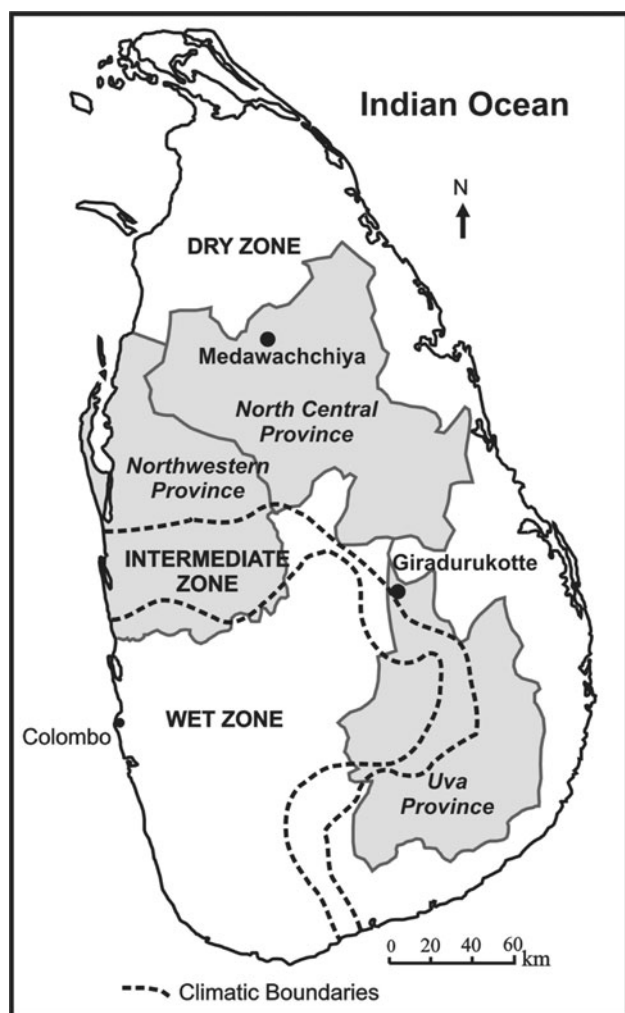 Indian Ocean
N
DRY ZONE
Medawachchiya
North Central
Province
Northwestern
Province
INTERMEDIATE
ZONE
Giradurukotte
WET ZONE
Colombo
Uva
Province
0 20 40 60
km
Climatic Boundaries